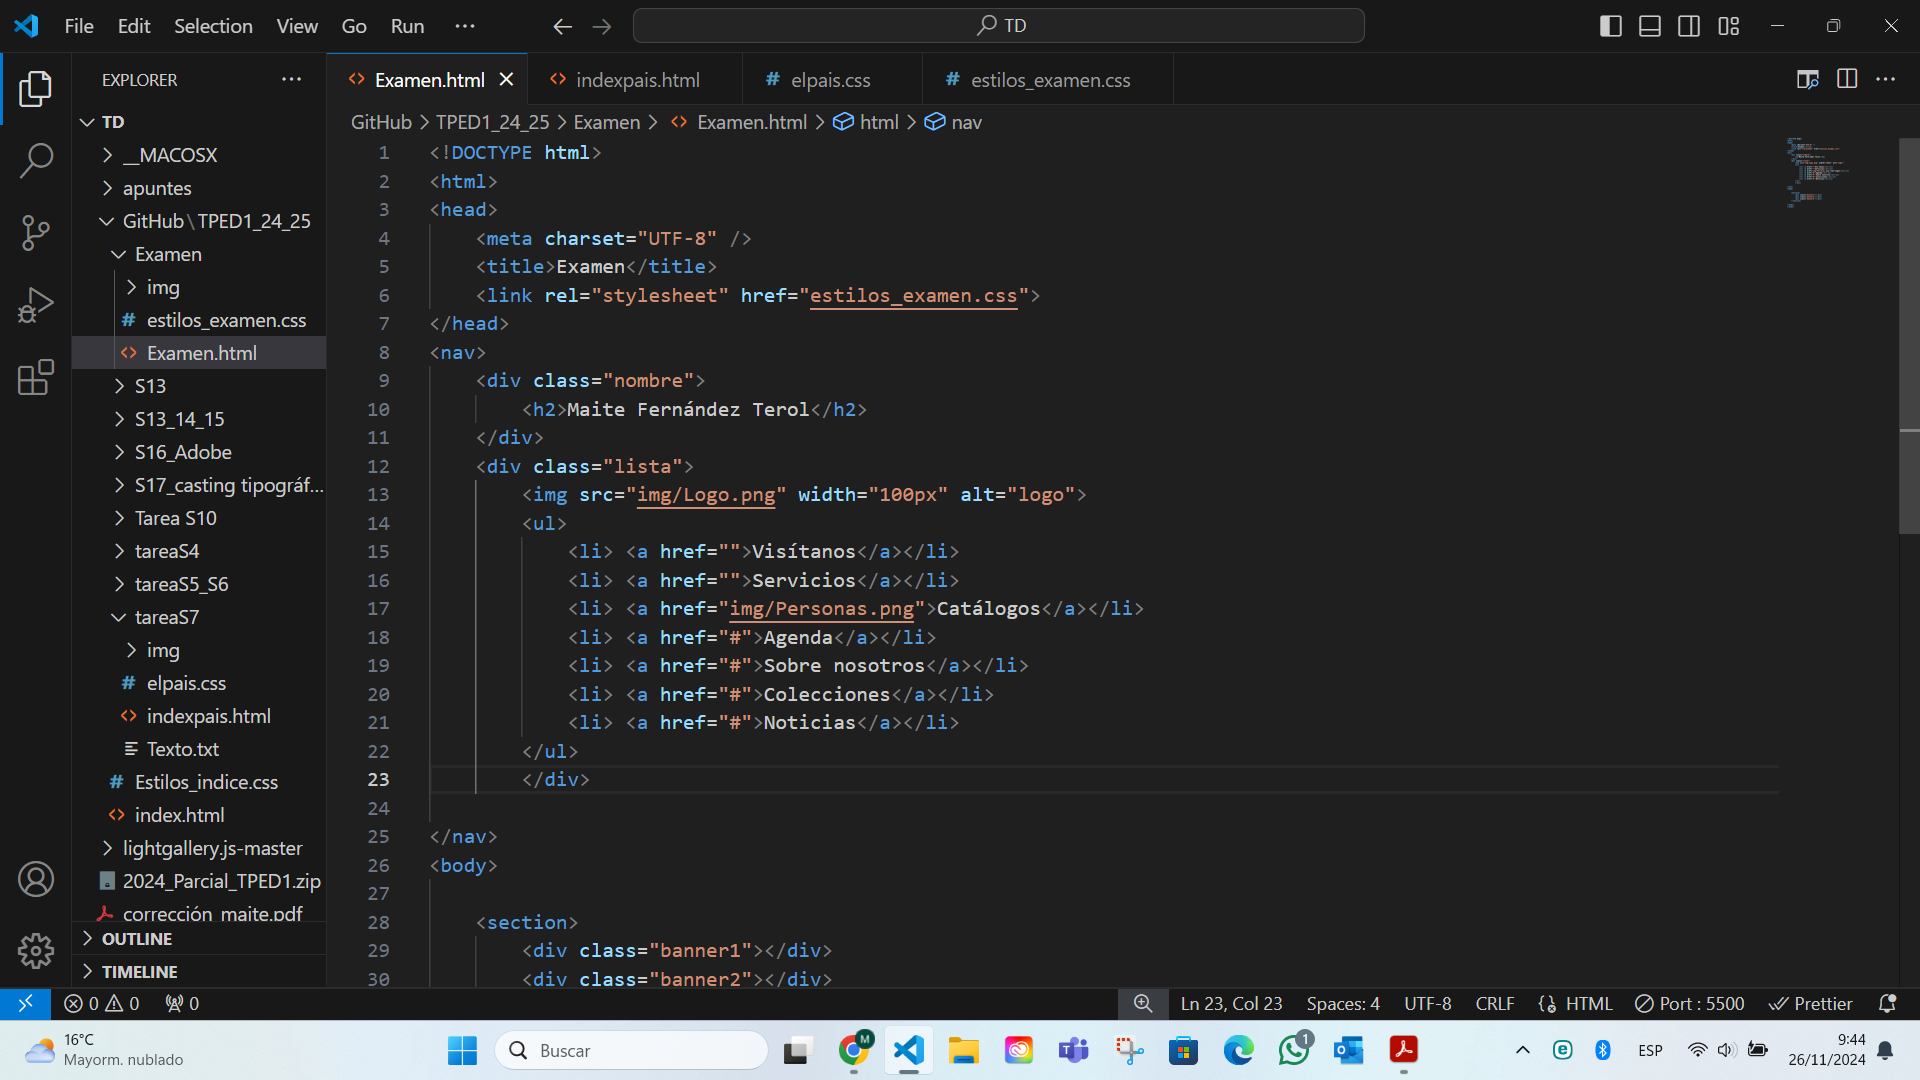 File Edit Selection View Go Run ··· TD
EXPLORER ···
Examen.html indexpais.html elpais.css estilos_examen.css
GitHub > TPED1_24_25 > Examen > Examen.html > html > nav
TD
__MACOSX
apuntes
GitHub\TPED1_24_25
Examen
img
estilos_examen.css
Examen.html
S13
S13_14_15
S16_Adobe
S17_casting tipográf...
Tarea S10
tareaS4
tareaS5_S6
tareaS7
img
elpais.css
indexpais.html
Texto.txt
Estilos_indice.css
index.html
lightgallery.js-master
2024_Parcial_TPED1.zip
corrección maite.pdf
OUTLINE
TIMELINE
1 <!DOCTYPE html>
2 <html>
3 <head>
4 <meta charset="UTF-8" />
5 <title>Examen</title>
6 <link rel="stylesheet" href="estilos_examen.css">
7 </head>
8 <nav>
9 <div class="nombre">
10 <h2>Maite Fernández Terol</h2>
11 </div>
12 <div class="lista">
13 <img src="img/Logo.png" width="100px" alt="logo">
14 <ul>
15 <li> <a href="">Visítanos</a></li>
16 <li> <a href="">Servicios</a></li>
17 <li> <a href="img/Personas.png">Catálogos</a></li>
18 <li> <a href="#">Agenda</a></li>
19 <li> <a href="#">Sobre nosotros</a></li>
20 <li> <a href="#">Colecciones</a></li>
21 <li> <a href="#">Noticias</a></li>
22 </ul>
23 </div>
24
25 </nav>
26 <body>
27
28 <section>
29 <div class="banner1"></div>
30 <div class="banner2"></div>
0 0 0 Ln 23, Col 23 Spaces: 4 UTF-8 CRLF HTML Port : 5500 Prettier
16°C
Mayorm. nublado
Buscar
M
1
ESP
9:44
26/11/2024